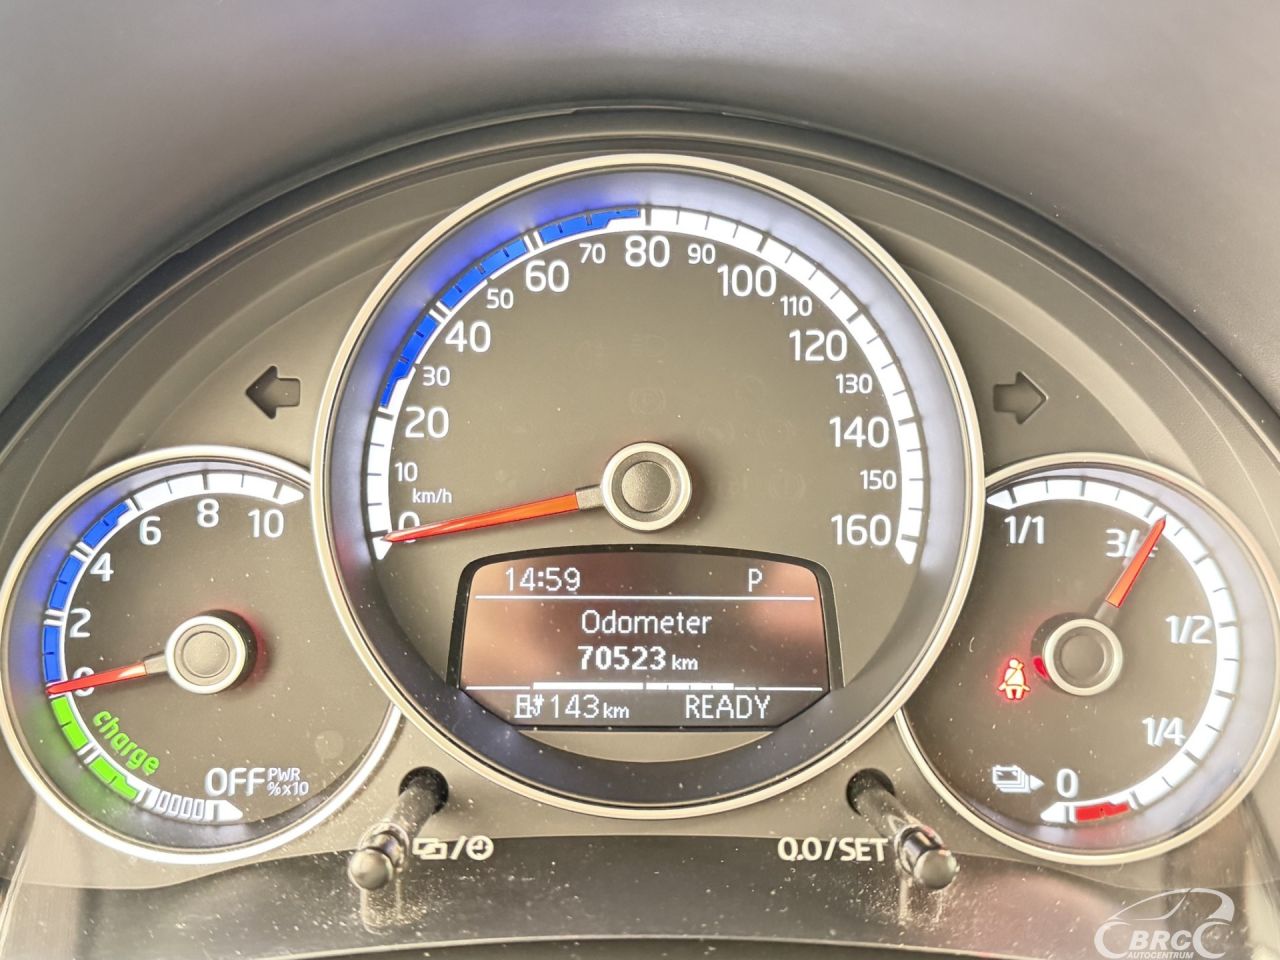 80
70
90
60
100
50
110
40
120
30
130
20
140
10
150
km/h
0
160
6
8
10
4
2
0
charge
OFF PWR
%x10
1/1
3/4
1/2
1/4
0
14:59 P
Odometer
70523 km
143 km READY
0.0/SET
BRC
AUTOCENTRUM